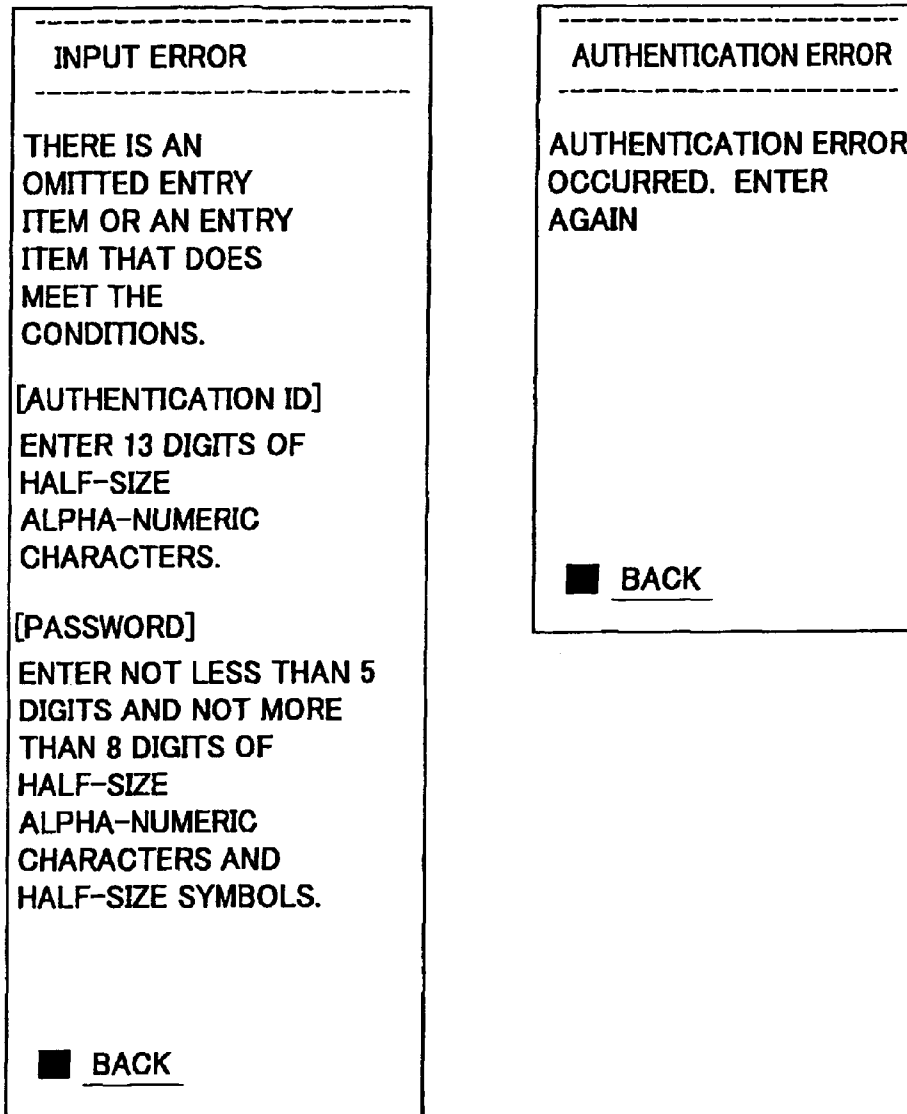 INPUT ERROR
THERE IS AN
OMITTED ENTRY
ITEM OR AN ENTRY
ITEM THAT DOES
MEET THE
CONDITIONS.
[AUTHENTICATION ID]
ENTER 13 DIGITS OF
HALF-SIZE
ALPHA-NUMERIC
CHARACTERS.
[PASSWORD]
ENTER NOT LESS THAN 5
DIGITS AND NOT MORE
THAN 8 DIGITS OF
HALF-SIZE
ALPHA-NUMERIC
CHARACTERS AND
HALF-SIZE SYMBOLS.
BACK
AUTHENTICATION ERROR
AUTHENTICATION ERROR
OCCURRED. ENTER
AGAIN
BACK